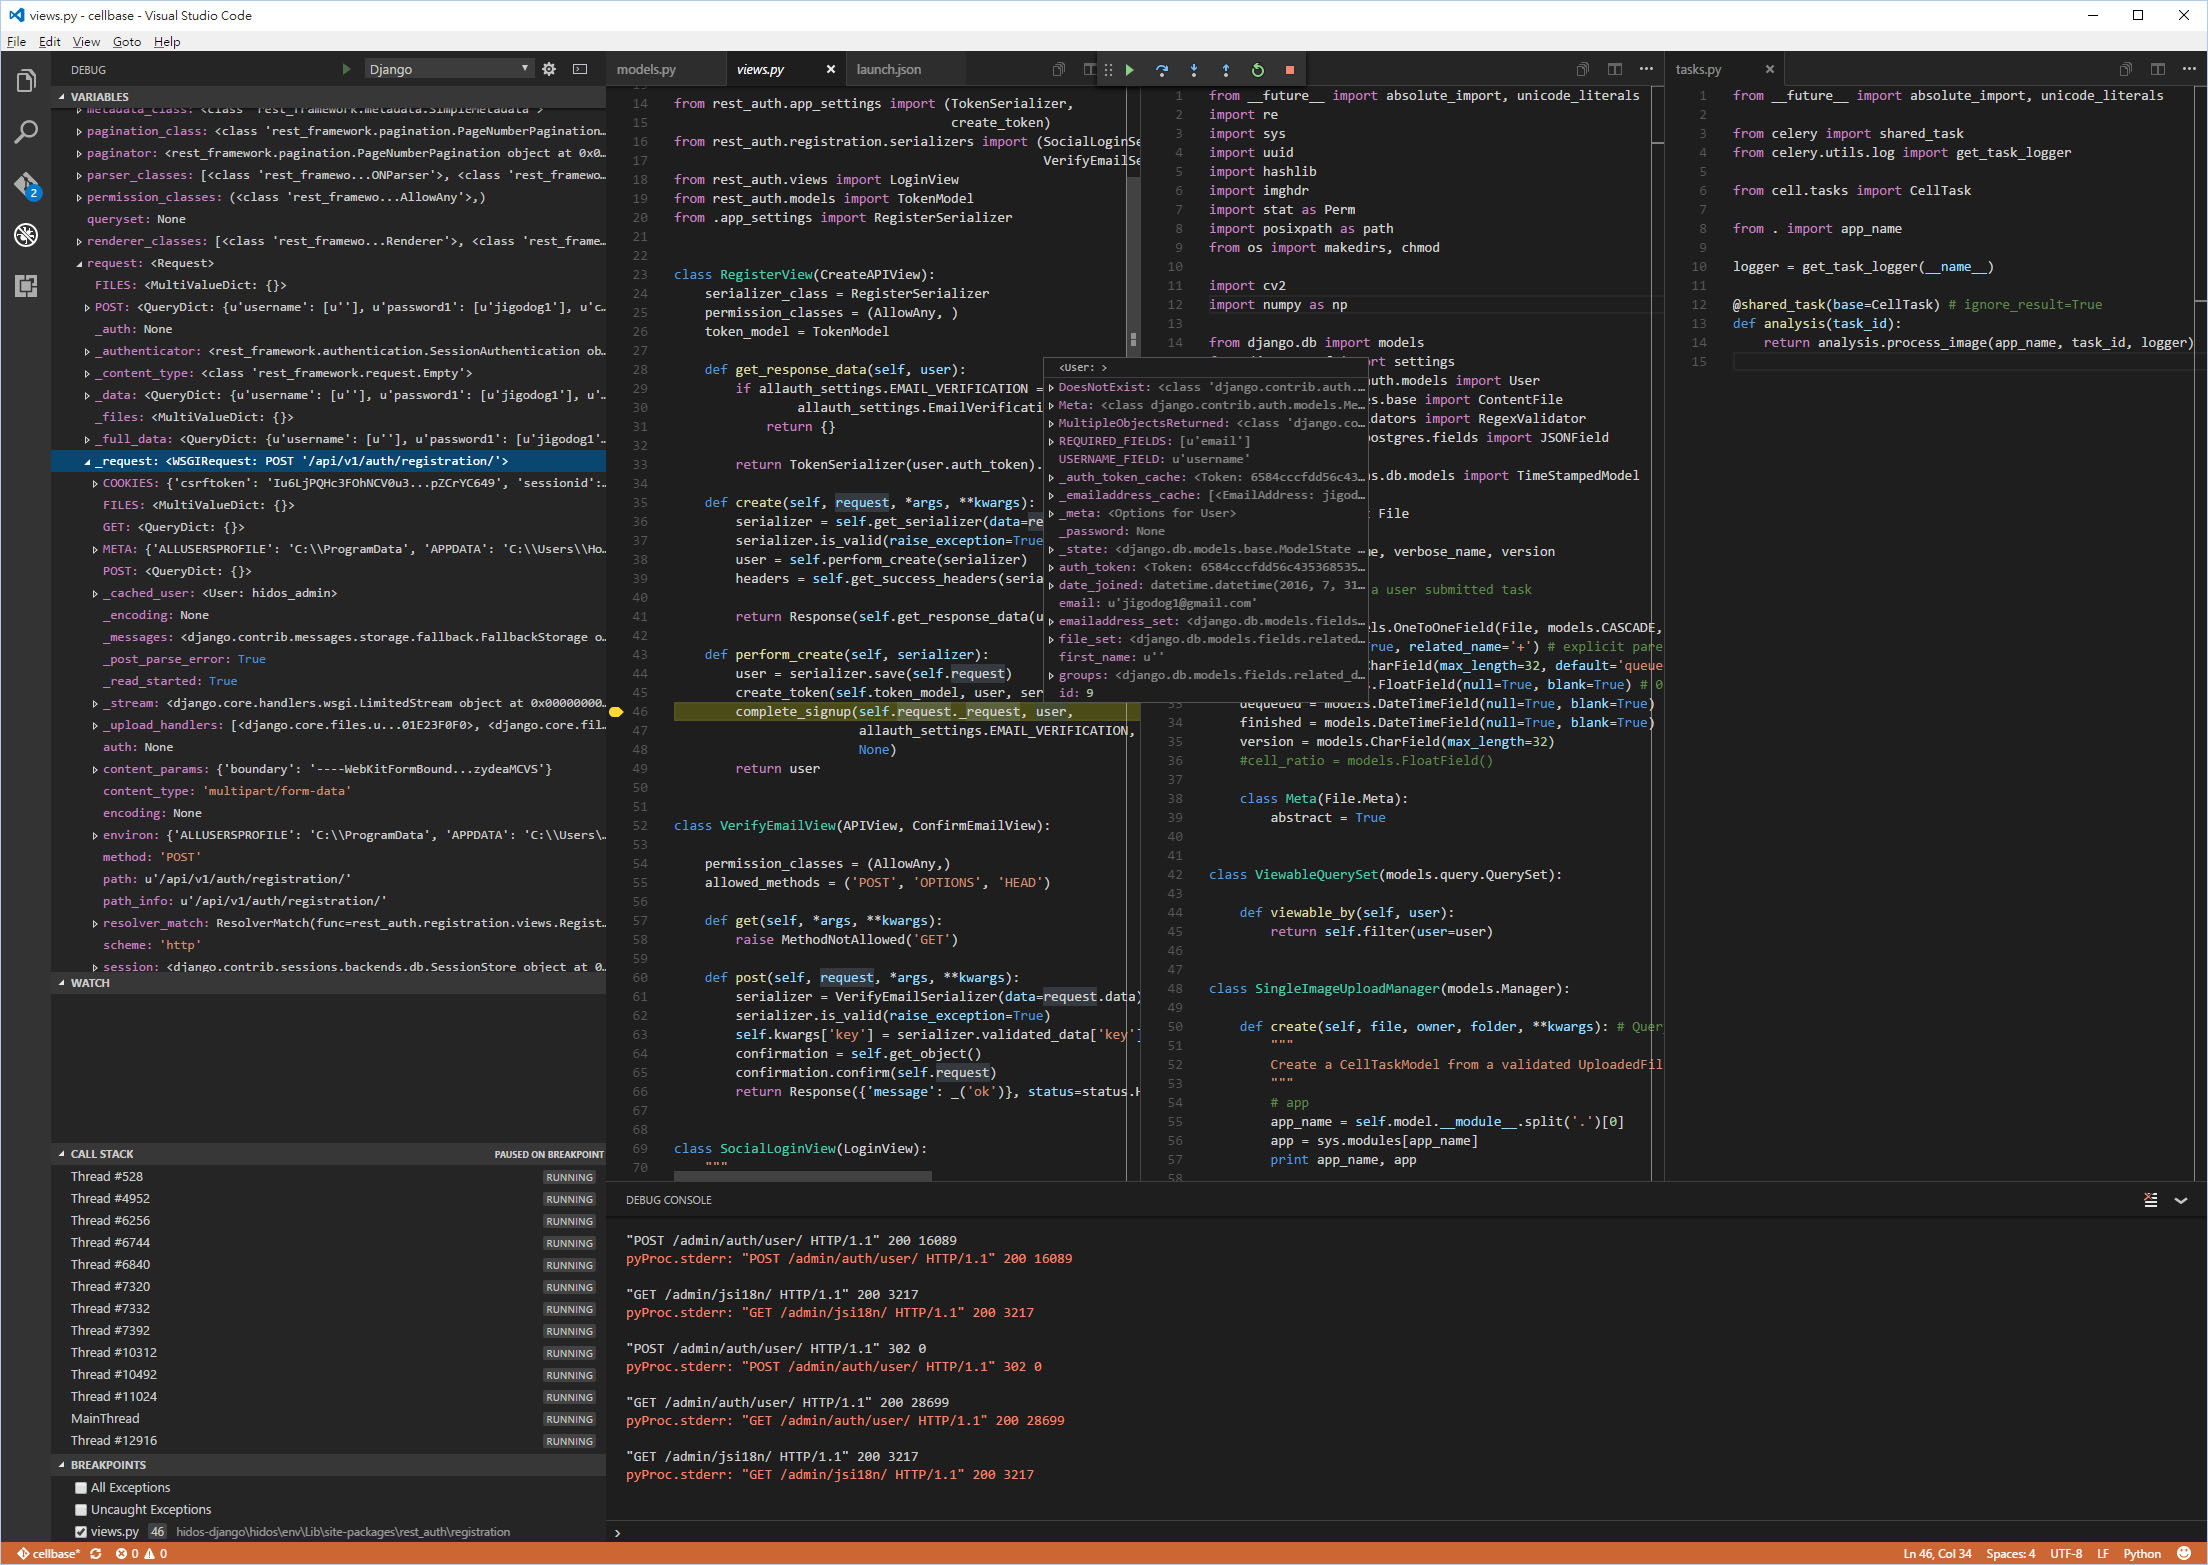 views.py - cellbase - Visual Studio Code
File Edit View Goto Help
DEBUG
Django
VARIABLES
metadata_class: <class 'rest_framework.metadata.SimpleMetadata'>
pagination_class: <class 'rest_framework.pagination.PageNumberPagination…
paginator: <rest_framework.pagination.PageNumberPagination object at 0x0…
parser_classes: [<class 'rest_framewo...ONParser'>, <class 'rest_framewo…
permission_classes: (<class 'rest_framewo...AllowAny'>,)
queryset: None
renderer_classes: [<class 'rest_framewo...Renderer'>, <class 'rest_frame…
request: <Request>
FILES: <MultiValueDict: {}>
POST: <QueryDict: {u'username': [u''], u'password1': [u'jigodog1'], u'c…
_auth: None
_authenticator: <rest_framework.authentication.SessionAuthentication ob…
_content_type: <class 'rest_framework.request.Empty'>
_data: <QueryDict: {u'username': [u''], u'password1': [u'jigodog1'], u'…
_files: <MultiValueDict: {}>
_full_data: <QueryDict: {u'username': [u''], u'password1': [u'jigodog1'…
_request: <WSGIRequest: POST '/api/v1/auth/registration/'>
COOKIES: {'csrftoken': 'Iu6LjPQHc3FOhNCV0u3...pZCrYC649', 'sessionid':…
FILES: <MultiValueDict: {}>
GET: <QueryDict: {}>
META: {'ALLUSERSPROFILE': 'C:\\ProgramData', 'APPDATA': 'C:\\Users\\Ho…
POST: <QueryDict: {}>
_cached_user: <User: hidos_admin>
_encoding: None
_messages: <django.contrib.messages.storage.fallback.FallbackStorage o…
_post_parse_error: True
_read_started: True
_stream: <django.core.handlers.wsgi.LimitedStream object at 0x00000000…
_upload_handlers: [<django.core.files.u...01E23F0F0>, <django.core.fil…
auth: None
content_params: {'boundary': '----WebKitFormBound...zydeaMCVS'}
content_type: 'multipart/form-data'
encoding: None
environ: {'ALLUSERSPROFILE': 'C:\\ProgramData', 'APPDATA': 'C:\\Users\…
method: 'POST'
path: u'/api/v1/auth/registration/'
path_info: u'/api/v1/auth/registration/'
resolver_match: ResolverMatch(func=rest_auth.registration.views.Regist…
scheme: 'http'
session: <django.contrib.sessions.backends.db.SessionStore object at 0…
WATCH
CALL STACK PAUSED ON BREAKPOINT
Thread #528 RUNNING
Thread #4952 RUNNING
Thread #6256 RUNNING
Thread #6744 RUNNING
Thread #6840 RUNNING
Thread #7320 RUNNING
Thread #7332 RUNNING
Thread #7392 RUNNING
Thread #10312 RUNNING
Thread #10492 RUNNING
Thread #11024 RUNNING
MainThread RUNNING
Thread #12916 RUNNING
BREAKPOINTS
All Exceptions
Uncaught Exceptions
views.py 46 hidos-django\hidos\env\Lib\site-packages\rest_auth\registration
2
models.py views.py launch.json
14 from rest_auth.app_settings import (TokenSerializer,
15 create_token)
16 from rest_auth.registration.serializers import (SocialLoginSe
17 VerifyEmailSe
18 from rest_auth.views import LoginView
19 from rest_auth.models import TokenModel
20 from .app_settings import RegisterSerializer
21
22
23 class RegisterView(CreateAPIView):
24 serializer_class = RegisterSerializer
25 permission_classes = (AllowAny, )
26 token_model = TokenModel
27
28 def get_response_data(self, user):
29 if allauth_settings.EMAIL_VERIFICATION =
30 allauth_settings.EmailVerificati
31 return {}
32
33 return TokenSerializer(user.auth_token).
34
35 def create(self, request, *args, **kwargs):
36 serializer = self.get_serializer(data=re
37 serializer.is_valid(raise_exception=True
38 user = self.perform_create(serializer)
39 headers = self.get_success_headers(seria
40
41 return Response(self.get_response_data(u
42
43 def perform_create(self, serializer):
44 user = serializer.save(self.request)
45 create_token(self.token_model, user, ser
46 complete_signup(self.request._request, user,
47 allauth_settings.EMAIL_VERIFICATION,
48 None)
49 return user
50
51
52 class VerifyEmailView(APIView, ConfirmEmailView):
53
54 permission_classes = (AllowAny,)
55 allowed_methods = ('POST', 'OPTIONS', 'HEAD')
56
57 def get(self, *args, **kwargs):
58 raise MethodNotAllowed('GET')
59
60 def post(self, request, *args, **kwargs):
61 serializer = VerifyEmailSerializer(data=request.data)
62 serializer.is_valid(raise_exception=True)
63 self.kwargs['key'] = serializer.validated_data['key']
64 confirmation = self.get_object()
65 confirmation.confirm(self.request)
66 return Response({'message': _('ok')}, status=status.H
67
68
69 class SocialLoginView(LoginView):
70 """
<User: >
DoesNotExist: <class 'django.contrib.auth.…
Meta: <class django.contrib.auth.models.Me…
MultipleObjectsReturned: <class 'django.co…
REQUIRED_FIELDS: [u'email']
USERNAME_FIELD: u'username'
_auth_token_cache: <Token: 6584cccfdd56c43…
_emailaddress_cache: [<EmailAddress: jigod…
_meta: <Options for User>
_password: None
_state: <django.db.models.base.ModelState …
auth_token: <Token: 6584cccfdd56c435368535…
date_joined: datetime.datetime(2016, 7, 31…
email: u'jigodog1@gmail.com'
emailaddress_set: <django.db.models.fields…
file_set: <django.db.models.fields.related…
first_name: u''
groups: <django.db.models.fields.related_d…
id: 9
1 from __future__ import absolute_import, unicode_literals
2 import re
3 import sys
4 import uuid
5 import hashlib
6 import imghdr
7 import stat as Perm
8 import posixpath as path
9 from os import makedirs, chmod
10
11 import cv2
12 import numpy as np
13
14 from django.db import models
rt settings
uth.models import User
s.base import ContentFile
idators import RegexValidator
postgres.fields import JSONField
s.db.models import TimeStampedModel
File
e, verbose_name, version
a user submitted task
ls.OneToOneField(File, models.CASCADE,
rue, related_name='+') # explicit pare
CharField(max_length=32, default='queue
.FloatField(null=True, blank=True) # 0
33 dequeued = models.DateTimeField(null=True, blank=True)
34 finished = models.DateTimeField(null=True, blank=True)
35 version = models.CharField(max_length=32)
36 #cell_ratio = models.FloatField()
37
38 class Meta(File.Meta):
39 abstract = True
40
41
42 class ViewableQuerySet(models.query.QuerySet):
43
44 def viewable_by(self, user):
45 return self.filter(user=user)
46
47
48 class SingleImageUploadManager(models.Manager):
49
50 def create(self, file, owner, folder, **kwargs): # Quer
51 """
52 Create a CellTaskModel from a validated UploadedFil
53 """
54 # app
55 app_name = self.model.__module__.split('.')[0]
56 app = sys.modules[app_name]
57 print app_name, app
58
tasks.py
1 from __future__ import absolute_import, unicode_literals
2
3 from celery import shared_task
4 from celery.utils.log import get_task_logger
5
6 from cell.tasks import CellTask
7
8 from . import app_name
9
10 logger = get_task_logger(__name__)
11
12 @shared_task(base=CellTask) # ignore_result=True
13 def analysis(task_id):
14 return analysis.process_image(app_name, task_id, logger)
15
DEBUG CONSOLE
"POST /admin/auth/user/ HTTP/1.1" 200 16089
pyProc.stderr: "POST /admin/auth/user/ HTTP/1.1" 200 16089
"GET /admin/jsi18n/ HTTP/1.1" 200 3217
pyProc.stderr: "GET /admin/jsi18n/ HTTP/1.1" 200 3217
"POST /admin/auth/user/ HTTP/1.1" 302 0
pyProc.stderr: "POST /admin/auth/user/ HTTP/1.1" 302 0
"GET /admin/auth/user/ HTTP/1.1" 200 28699
pyProc.stderr: "GET /admin/auth/user/ HTTP/1.1" 200 28699
"GET /admin/jsi18n/ HTTP/1.1" 200 3217
pyProc.stderr: "GET /admin/jsi18n/ HTTP/1.1" 200 3217
cellbase* 0 0 Ln 46, Col 34 Spaces: 4 UTF-8 LF Python